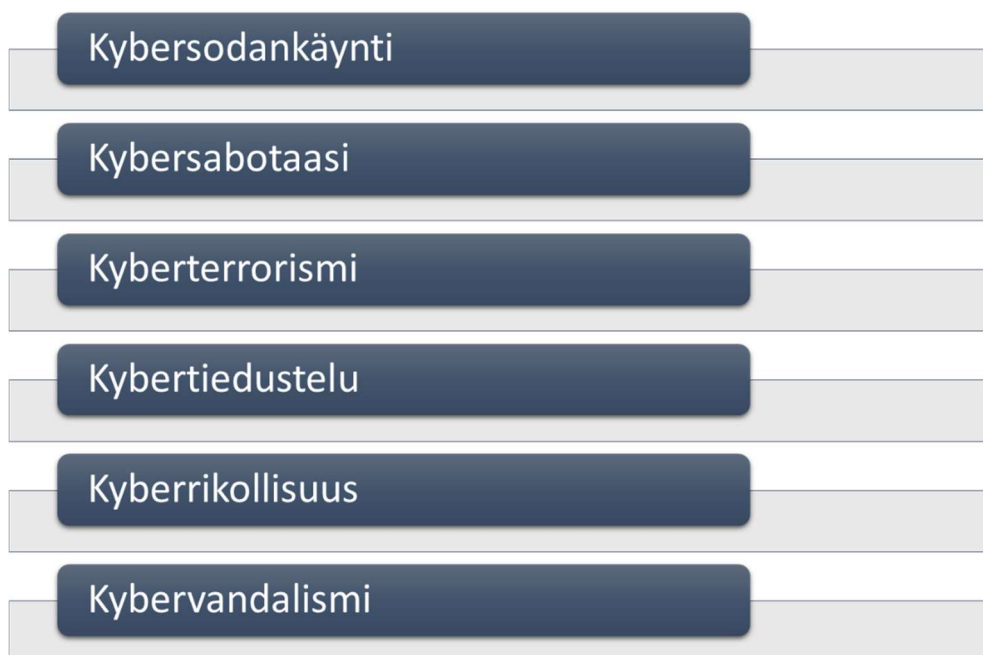 Kybersodankäynti
Kybersabotaasi
Kyberterrorismi
Kybertiedustelu
Kyberrikollisuus
Kybervandalismi